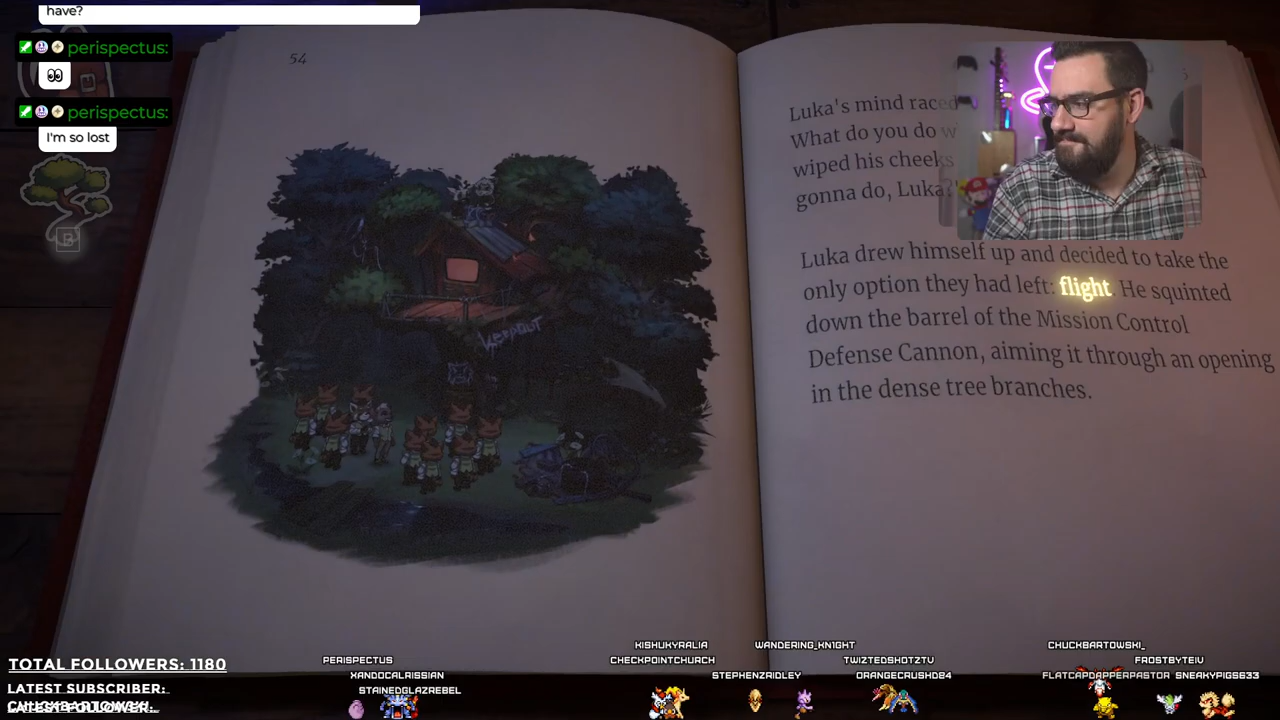 have?
perispectus:
perispectus:
I'm so lost
54
Luka's mind raced
What do you do
wiped his cheeks
gonna do, Luka?
Luka drew himself up and decided to take the
only option they had left: flight. He squinted
down the barrel of the Mission Control
Defense Cannon, aiming it through an opening
in the dense tree branches.
KEEPOUT
TOTAL FOLLOWERS: 1180
LATEST SUBSCRIBER:
PERISPECTUS
XANDOCALRISSIAN
STAINEDGLAZREBEL
KISHUKYRALIA
CHECKPOINTCHURCH
WANDERING_KN1GHT
STEPHENZRIDLEY
TWIZTEDSHOTZTU
ORANGECRUSHD84
CHUCKBARTOWSKI_
FROSTBYTEIV
FLATCAPDAPPERPASTOR SNEAKYPIGS633